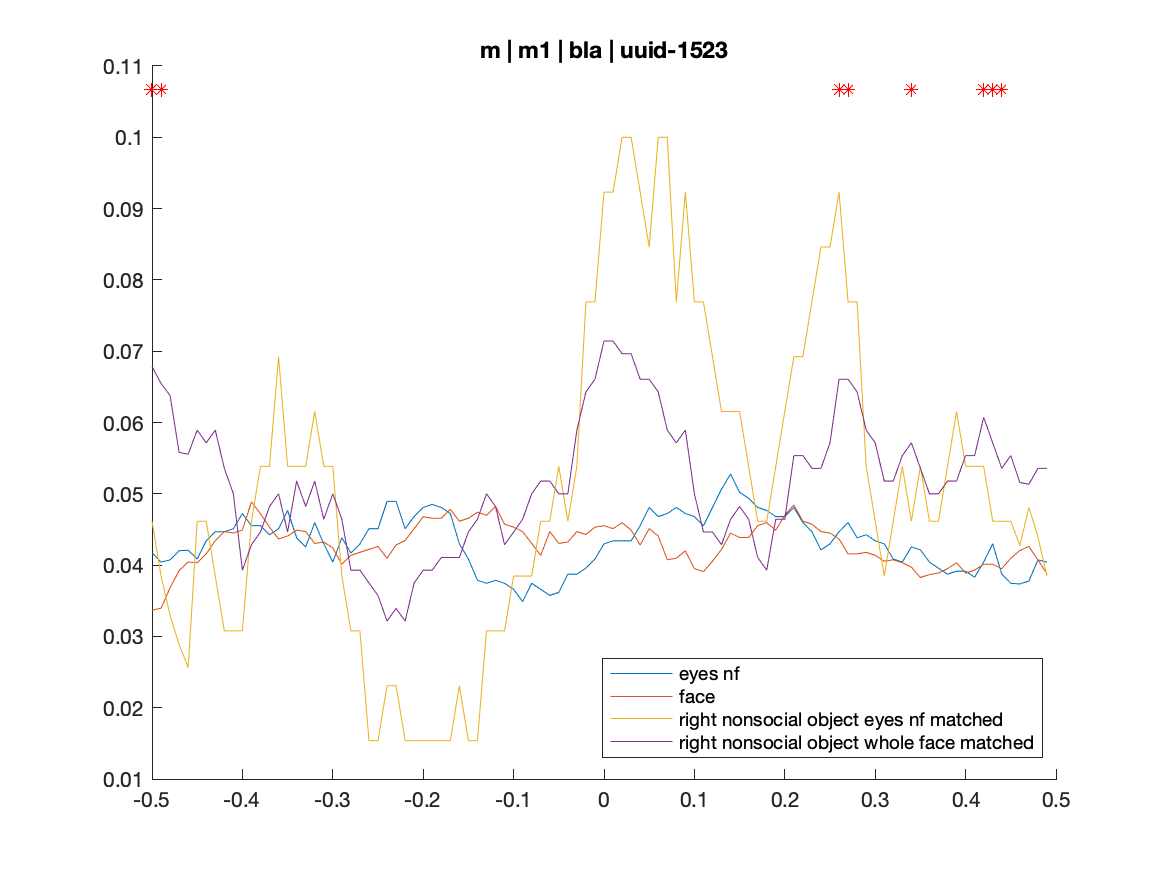 m | m1 | bla | uuid-1523
0.11
0.1
0.09
0.08
0.07
0.06
0.05
0.04
0.03
0.02
0.01
-0.5 -0.4 -0.3 -0.2 -0.1 0 0.1 0.2 0.3 0.4 0.5
eyes nf
face
right nonsocial object eyes nf matched
right nonsocial object whole face matched